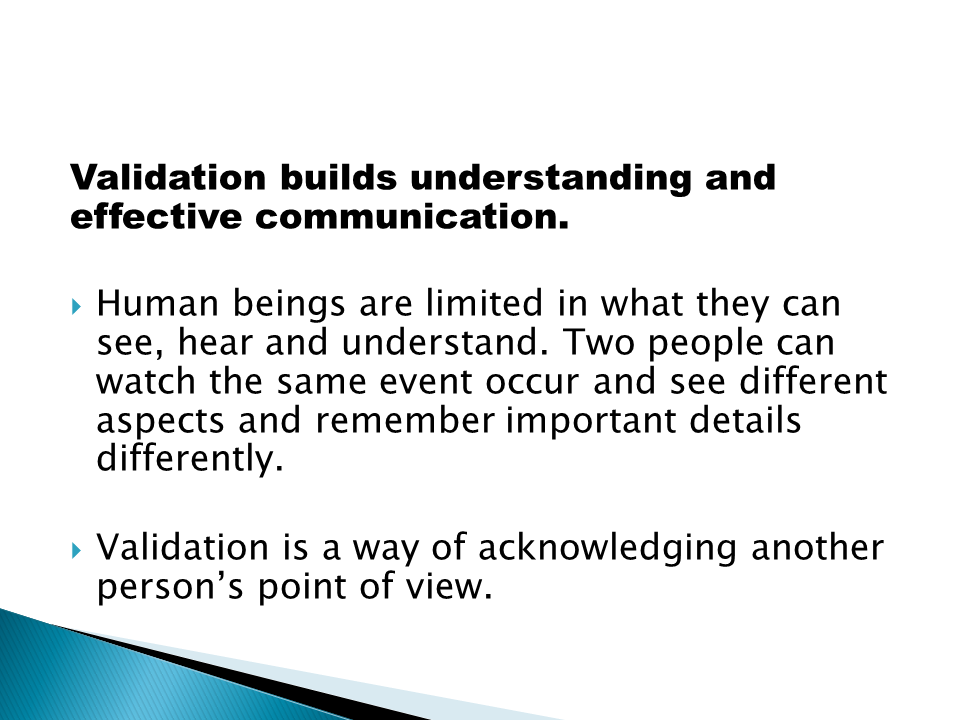 Validation builds understanding and
effective communication.
Human beings are limited in what they can
see, hear and understand. Two people can
watch the same event occur and see different
aspects and remember important details
differently.
Validation is a way of acknowledging another
person’s point of view.